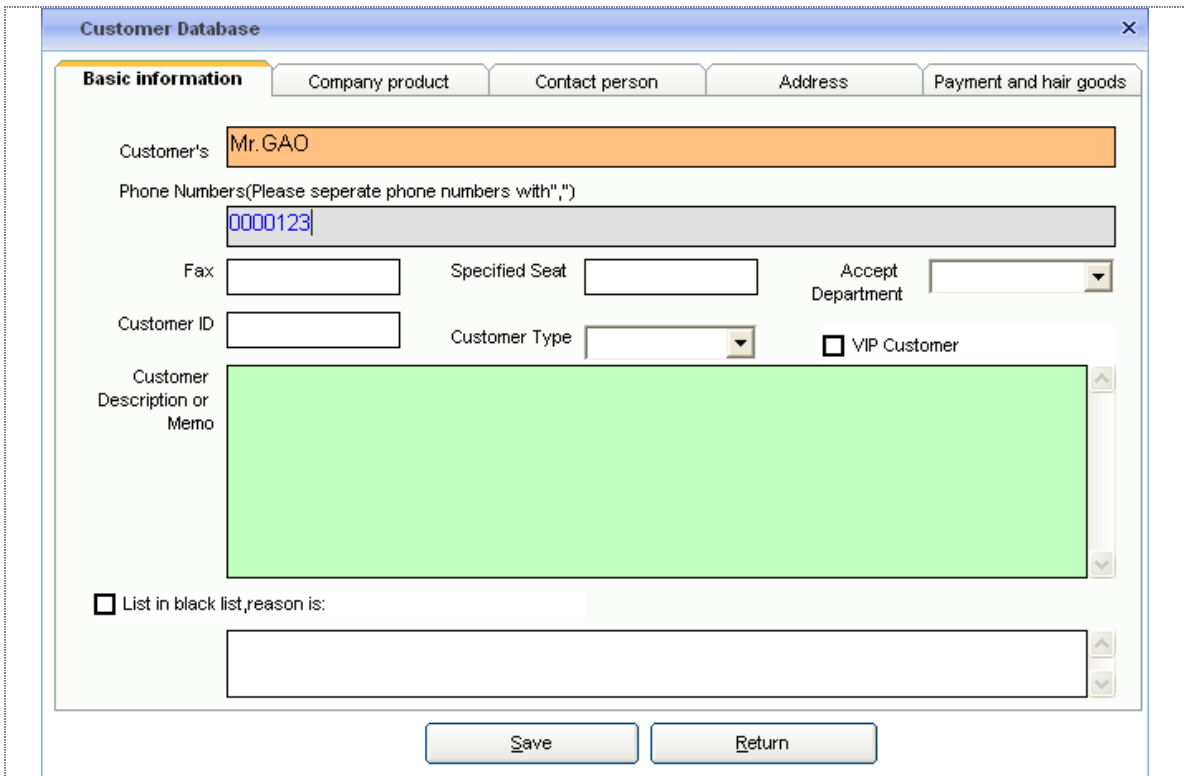 Customer Database
Basic information
Company product
Contact person
Address
Payment and hair goods
Customer's
Mr.GAO
Phone Numbers(Please seperate phone numbers with",")
0000123
Fax
Specified Seat
Accept
Department
Customer ID
Customer Type
VIP Customer
Customer
Description or
Memo
List in black list,reason is:
Save
Return